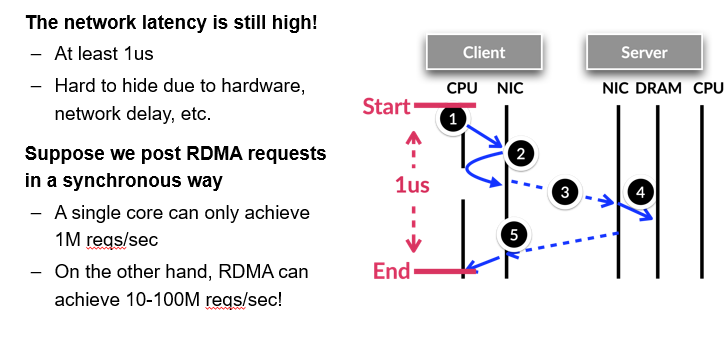 The network latency is still high!
– At least 1us
– Hard to hide due to hardware,
network delay, etc.
Suppose we post RDMA requests
in a synchronous way
– A single core can only achieve
1M reqs/sec
– On the other hand, RDMA can
achieve 10-100M reqs/sec!
Client
Server
CPU NIC
NIC DRAM CPU
Start
1
2
1us
3
4
5
End